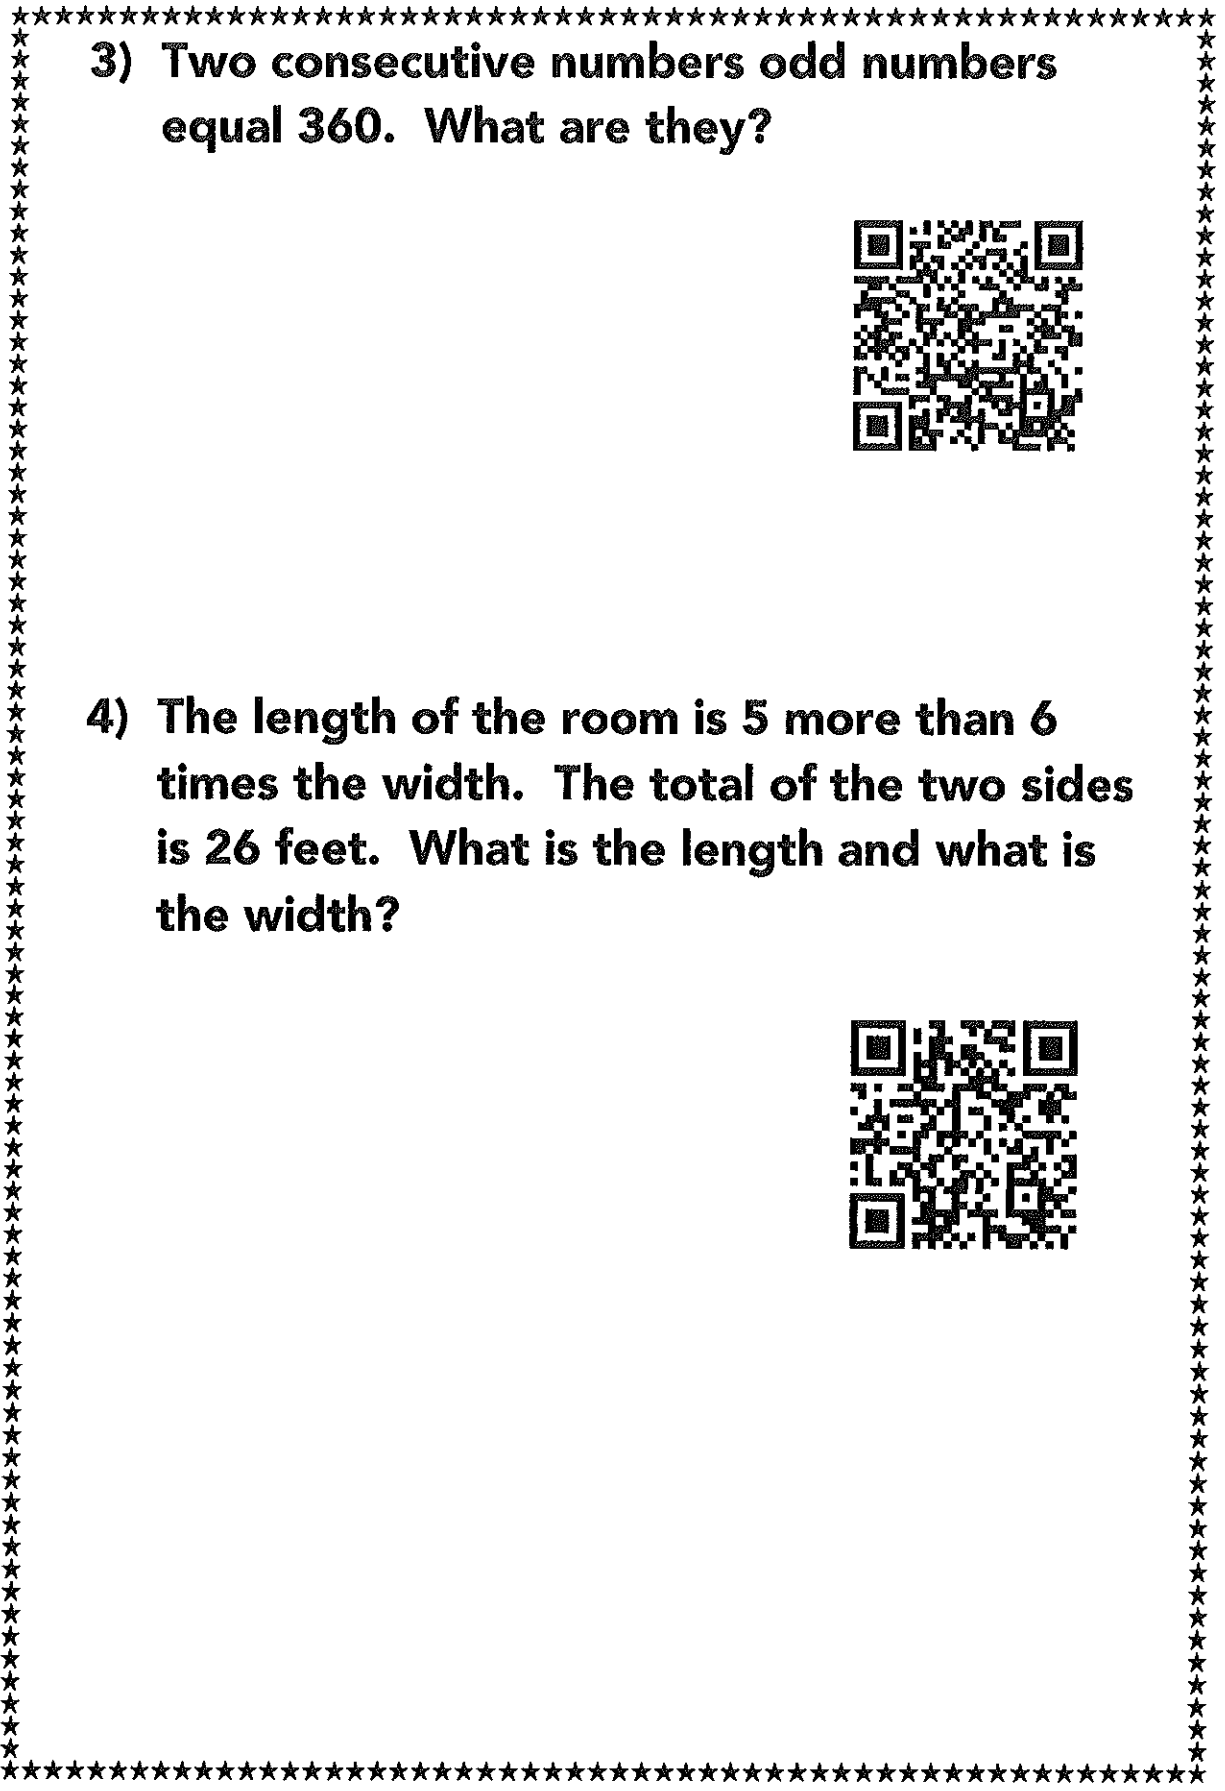 3) Two consecutive numbers odd numbers
equal 360. What are they?
4) The length of the room is 5 more than 6
times the width. The total of the two sides
is 26 feet. What is the length and what is
the width?